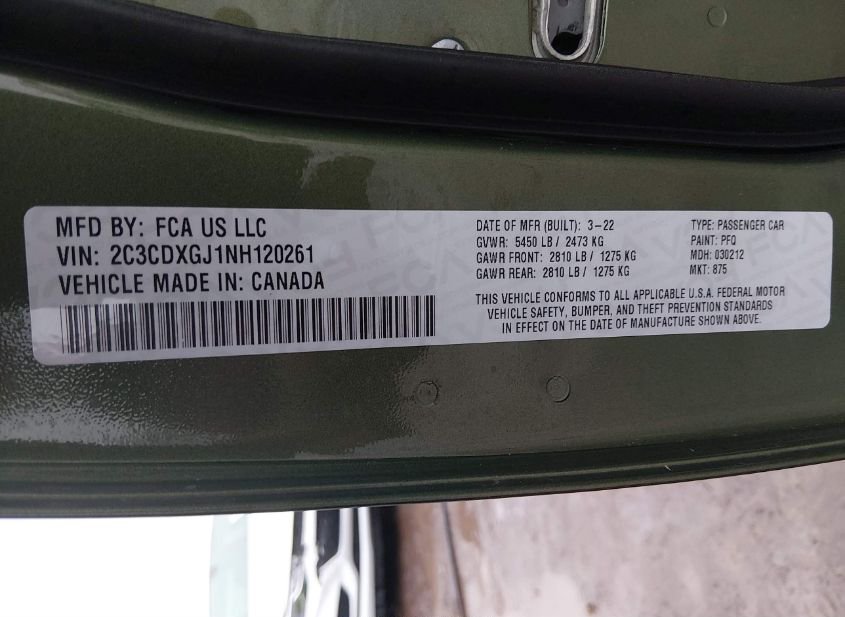 MFD BY: FCA US LLC
VIN: 2C3CDXGJ1NH120261
VEHICLE MADE IN: CANADA
DATE OF MFR (BUILT): 3-22
GVWR: 5450 LB / 2473 KG
GAWR FRONT: 2810 LB / 1275 KG
GAWR REAR: 2810 LB / 1275 KG
TYPE: PASSENGER CAR
PAINT: PFQ
MDH: 030212
MKT: 875
THIS VEHICLE CONFORMS TO ALL APPLICABLE U.S.A. FEDERAL MOTOR
VEHICLE SAFETY, BUMPER, AND THEFT PREVENTION STANDARDS
IN EFFECT ON THE DATE OF MANUFACTURE SHOWN ABOVE.